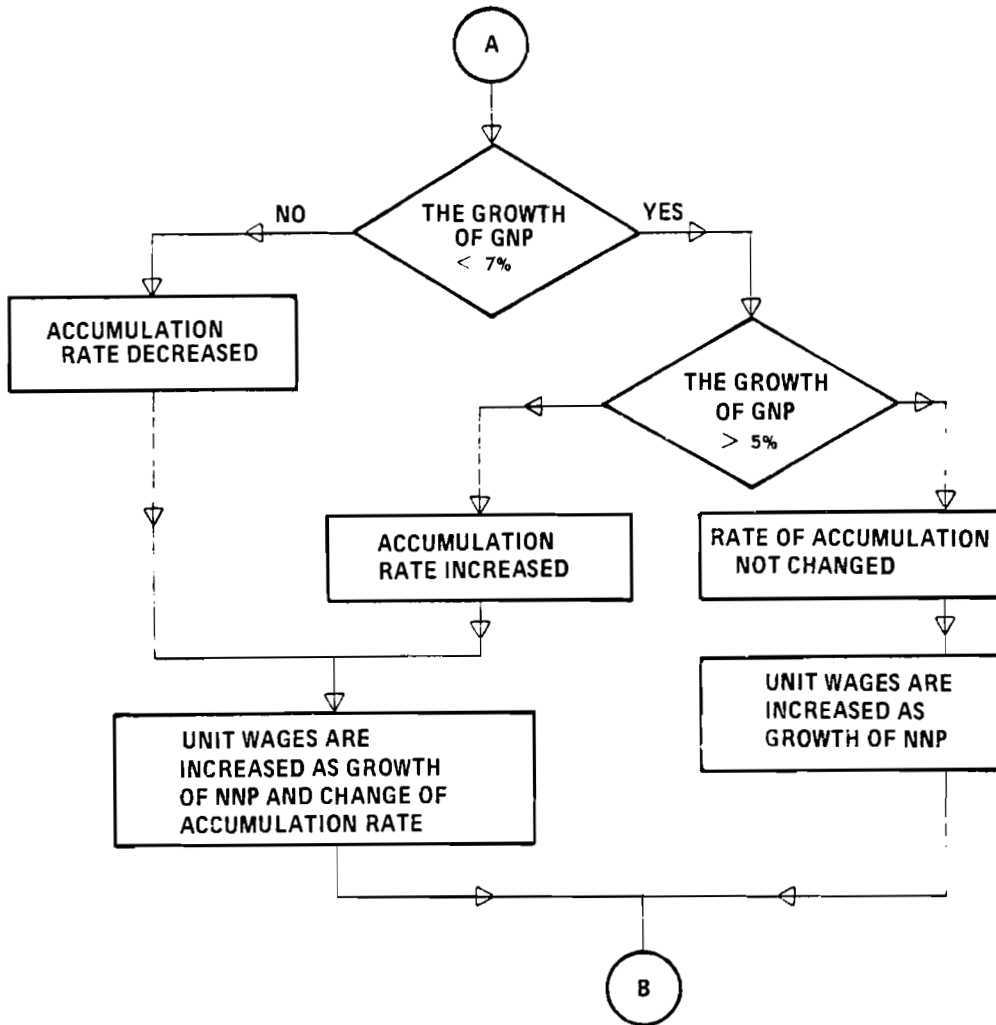 A
THE GROWTH
OF GNP
< 7%
NO
YES
ACCUMULATION
RATE DECREASED
THE GROWTH
OF GNP
> 5%
ACCUMULATION
RATE INCREASED
RATE OF ACCUMULATION
NOT CHANGED
UNIT WAGES ARE
INCREASED AS
GROWTH OF NNP
UNIT WAGES ARE
INCREASED AS GROWTH
OF NNP AND CHANGE OF
ACCUMULATION RATE
B